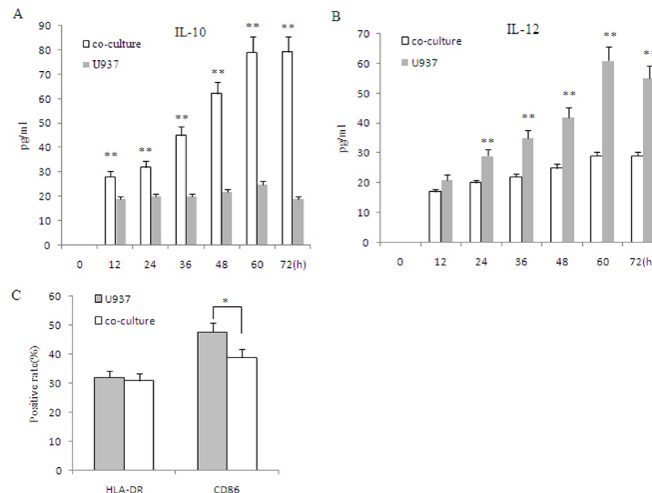 A
IL-10
co-culture
U937
pg/ml
90
80
70
60
50
40
30
20
10
0
** ** ** ** ** **
0 12 24 36 48 60 72(h)
B
IL-12
co-culture
U937
pg/ml
70
60
50
40
30
20
10
0
** ** ** ** **
0 12 24 36 48 60 72(h)
C
U937
co-culture
Positive rate(%)
60
50
40
30
20
10
0
*
HLA-DR CD86